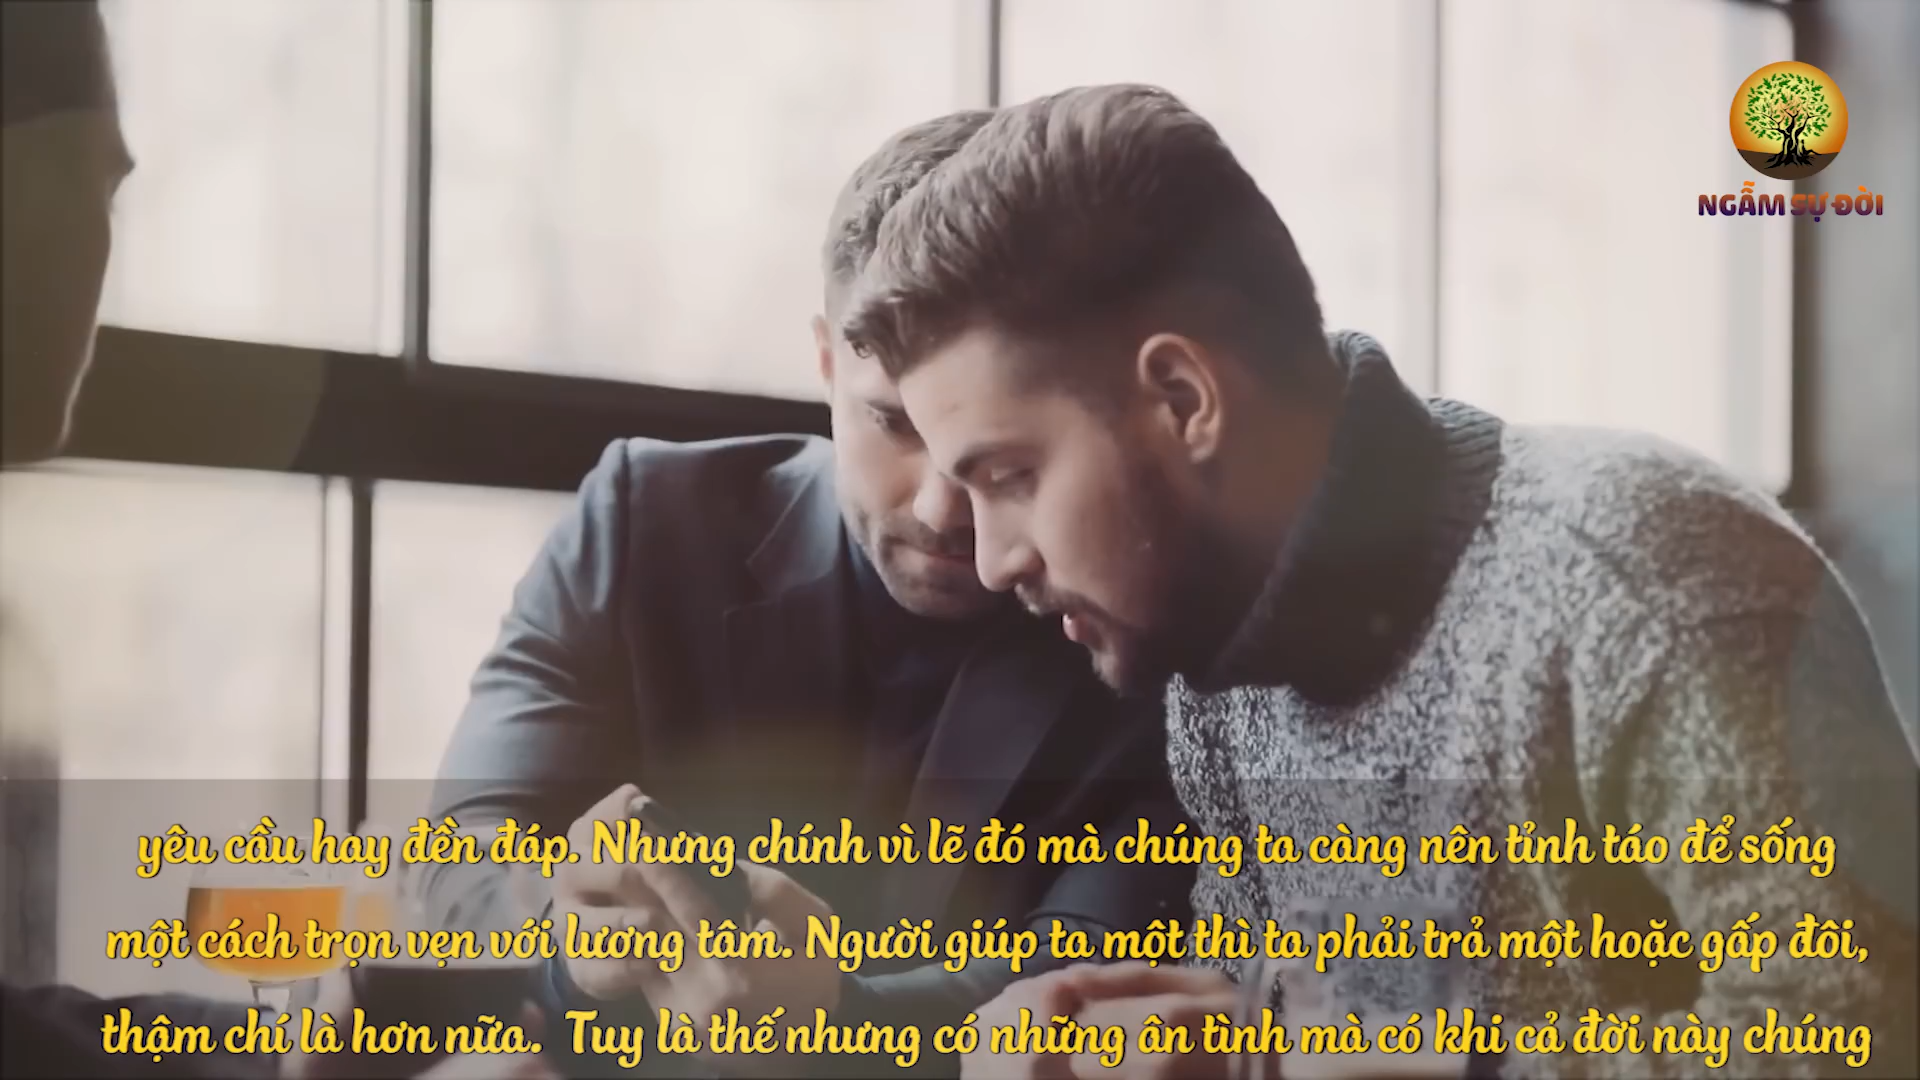 NGẪM SỰ ĐỜI
yêu cầu hay đền đáp. Nhưng chính vì lẽ đó mà chúng ta càng nên tỉnh táo để sống
một cách trọn vẹn với lương tâm. Người giúp ta một thì ta phải trả một hoặc gấp đôi,
thậm chí là hơn nữa. Tuy là thế nhưng có những ân tình mà có khi cả đời này chúng